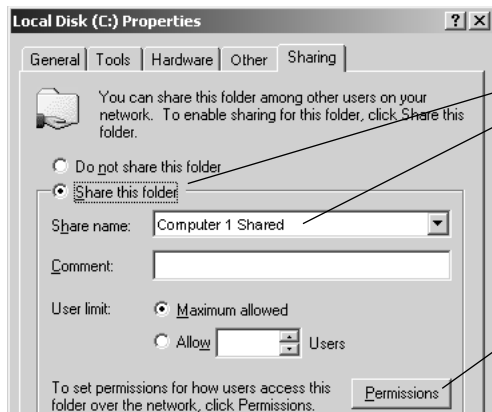 Local Disk (C:) Properties
General Tools Hardware Other Sharing
You can share this folder among other users on your
network. To enable sharing for this folder, click Share this
folder.
Do not share this folder
Share this folder
Share name: Computer 1 Shared
Comment:
User limit: Maximum allowed
Allow Users
To set permissions for how users access this
folder over the network, click Permissions.
Permissions